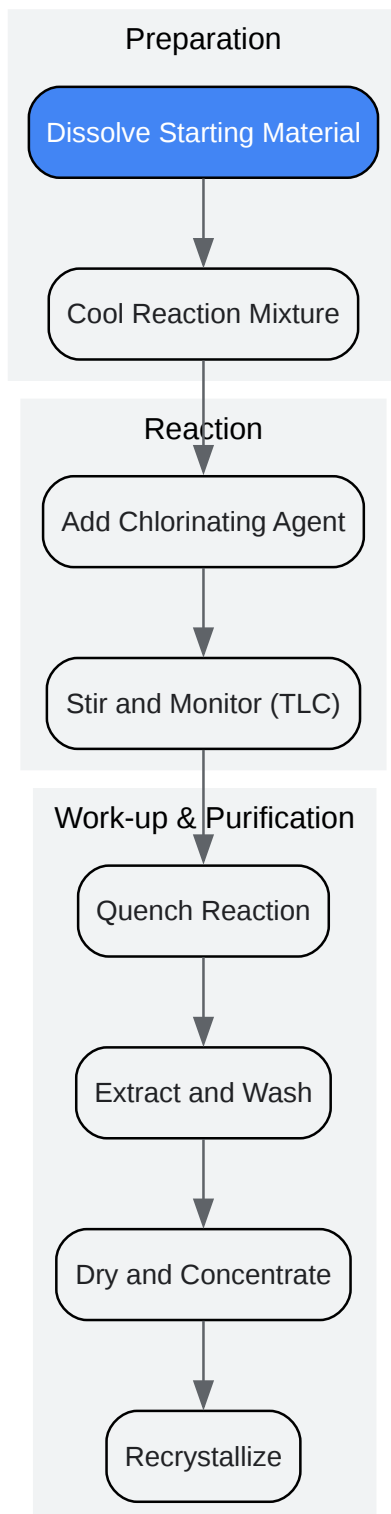 Preparation
Dissolve Starting Material
Cool Reaction Mixture
Reaction
Add Chlorinating Agent
Stir and Monitor (TLC)
Work-up & Purification
Quench Reaction
Extract and Wash
Dry and Concentrate
Recrystallize